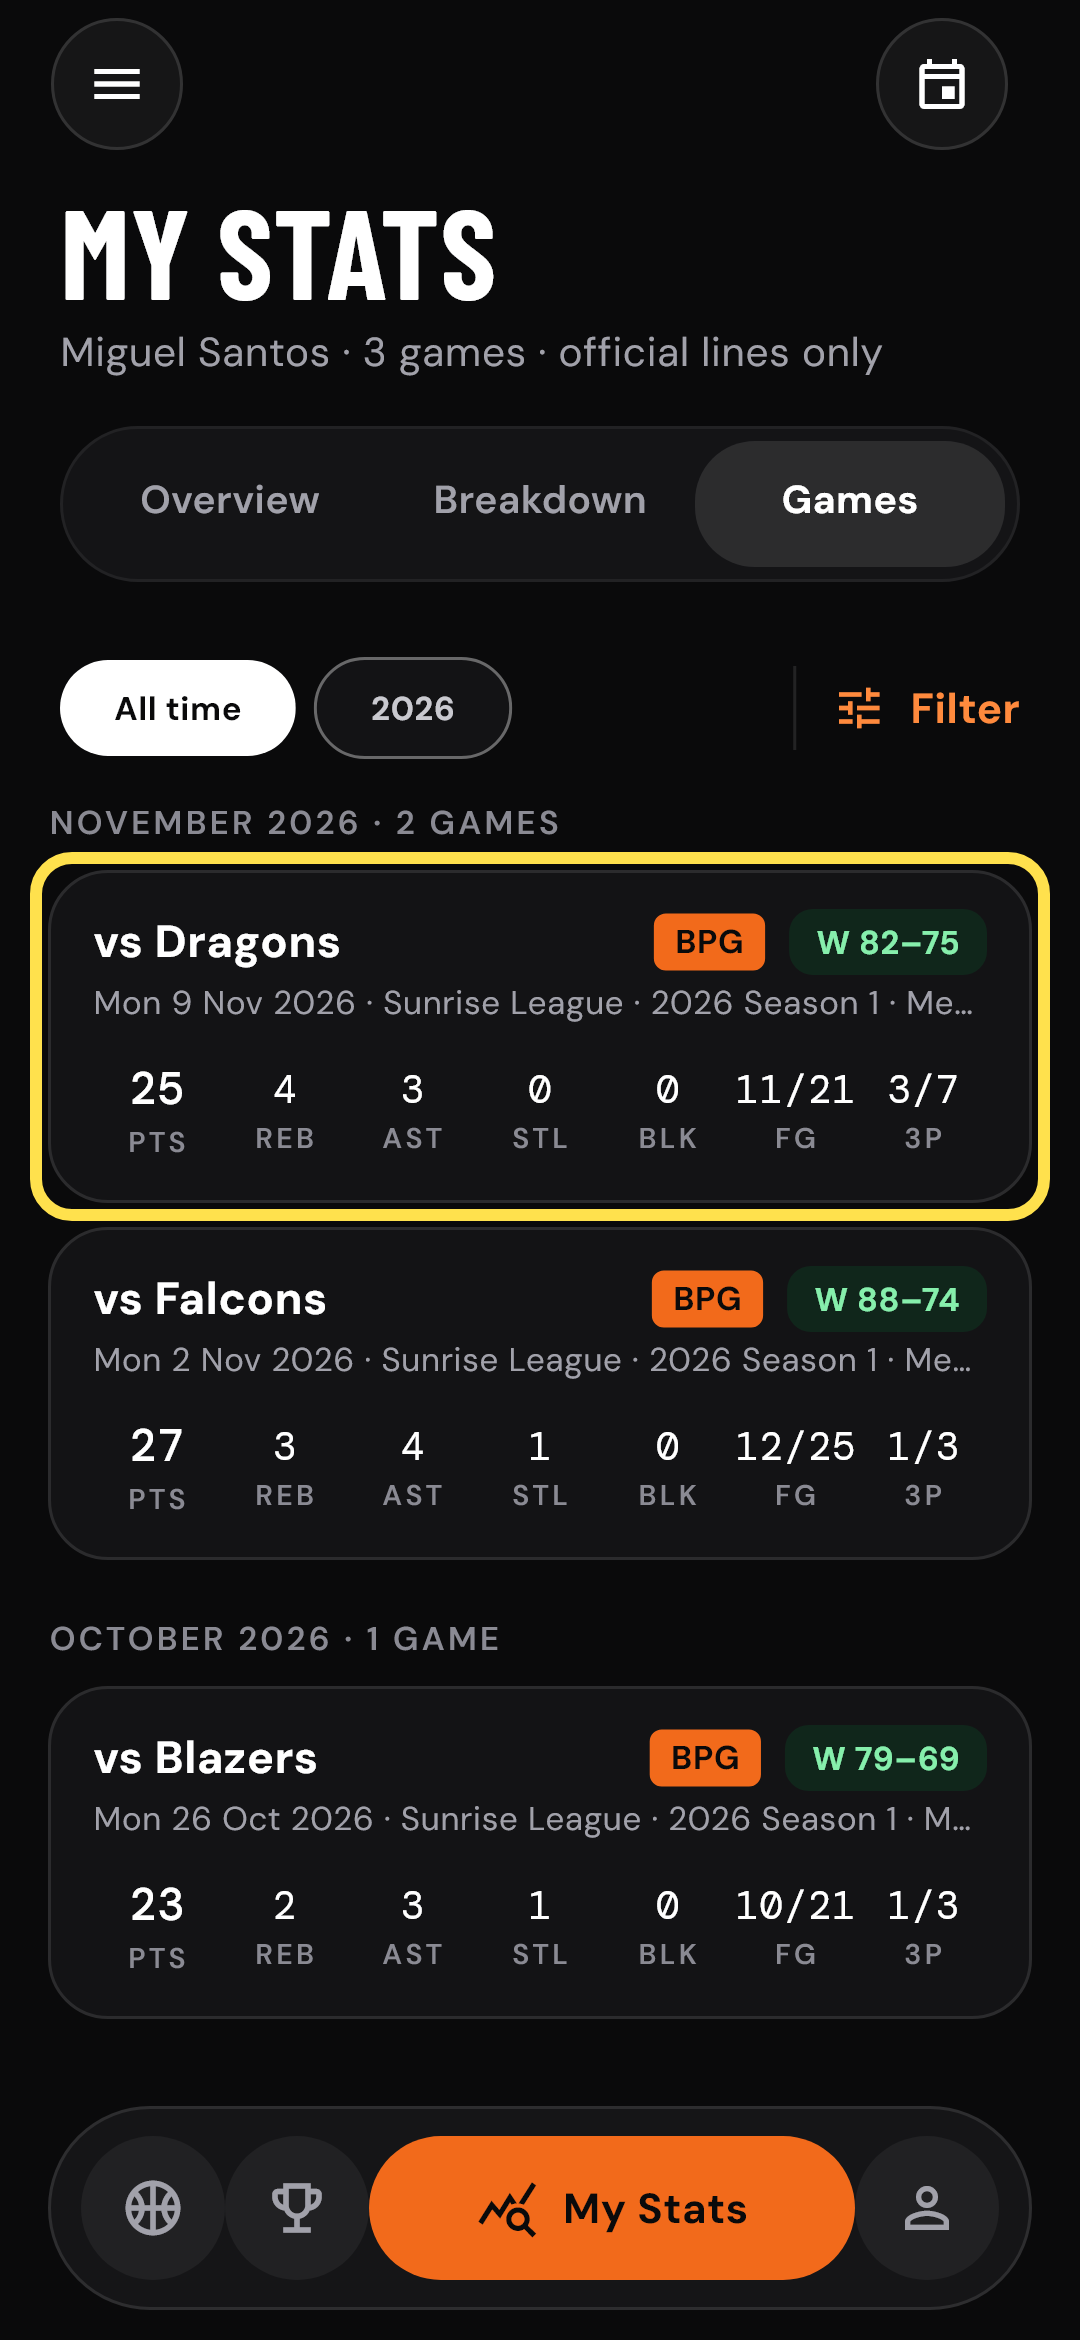 MY STATS
Miguel Santos · 3 games · official lines only
Overview Breakdown Games
All time 2026 Filter
NOVEMBER 2026 · 2 GAMES
vs Dragons BPG W 82–75
Mon 9 Nov 2026 · Sunrise League · 2026 Season 1 · Me...
25 4 3 0 0 11/21 3/7
PTS REB AST STL BLK FG 3P
vs Falcons BPG W 88–74
Mon 2 Nov 2026 · Sunrise League · 2026 Season 1 · Me...
27 3 4 1 0 12/25 1/3
PTS REB AST STL BLK FG 3P
OCTOBER 2026 · 1 GAME
vs Blazers BPG W 79–69
Mon 26 Oct 2026 · Sunrise League · 2026 Season 1 · M...
23 2 3 1 0 10/21 1/3
PTS REB AST STL BLK FG 3P
My Stats